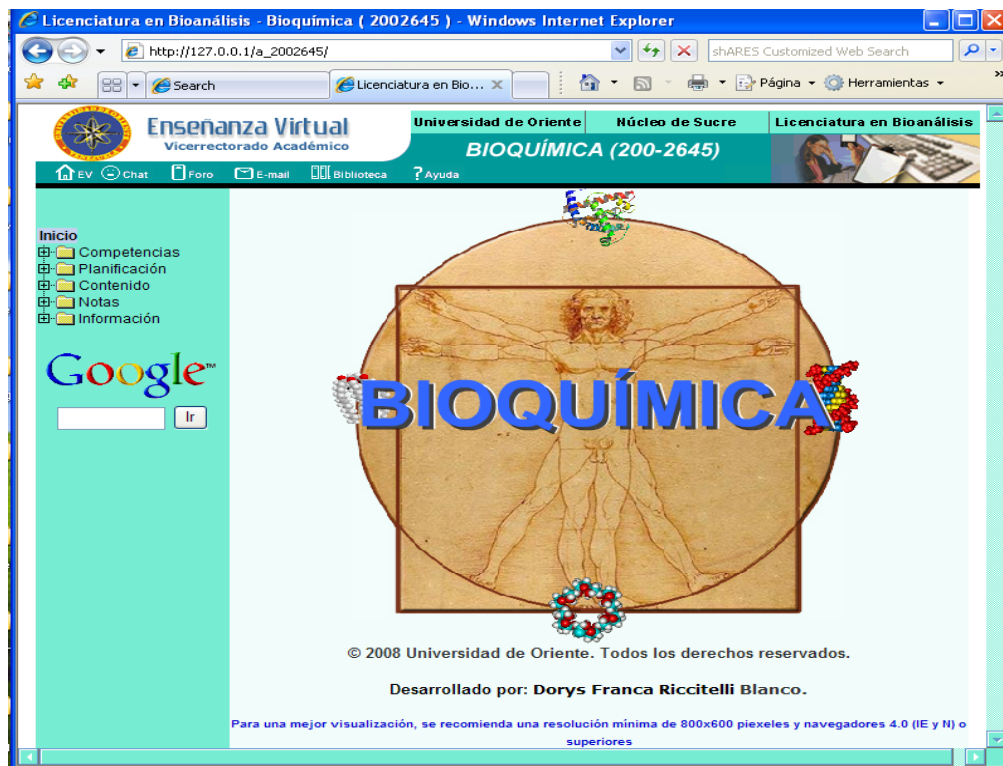 Licenciatura en Bioanálisis - Bioquímica ( 2002645 ) - Windows Internet Explorer
http://127.0.0.1/a_2002645/
shARES Customized Web Search
Search
Licenciatura en Bio...
Página
Herramientas
Enseñanza Virtual
Vicerrectorado Académico
Universidad de Oriente
Núcleo de Sucre
Licenciatura en Bioanálisis
BIOQUÍMICA (200-2645)
EV
Chat
Foro
E-mail
Biblioteca
?Ayuda
Inicio
Competencias
Planificación
Contenido
Notas
Información
Google™
Ir
BIOQUÍMICA
© 2008 Universidad de Oriente. Todos los derechos reservados.
Desarrollado por: Dorys Franca Riccitelli Blanco.
Para una mejor visualización, se recomienda una resolución mínima de 800x600 piexeles y navegadores 4.0 (IE y N) o
superiores